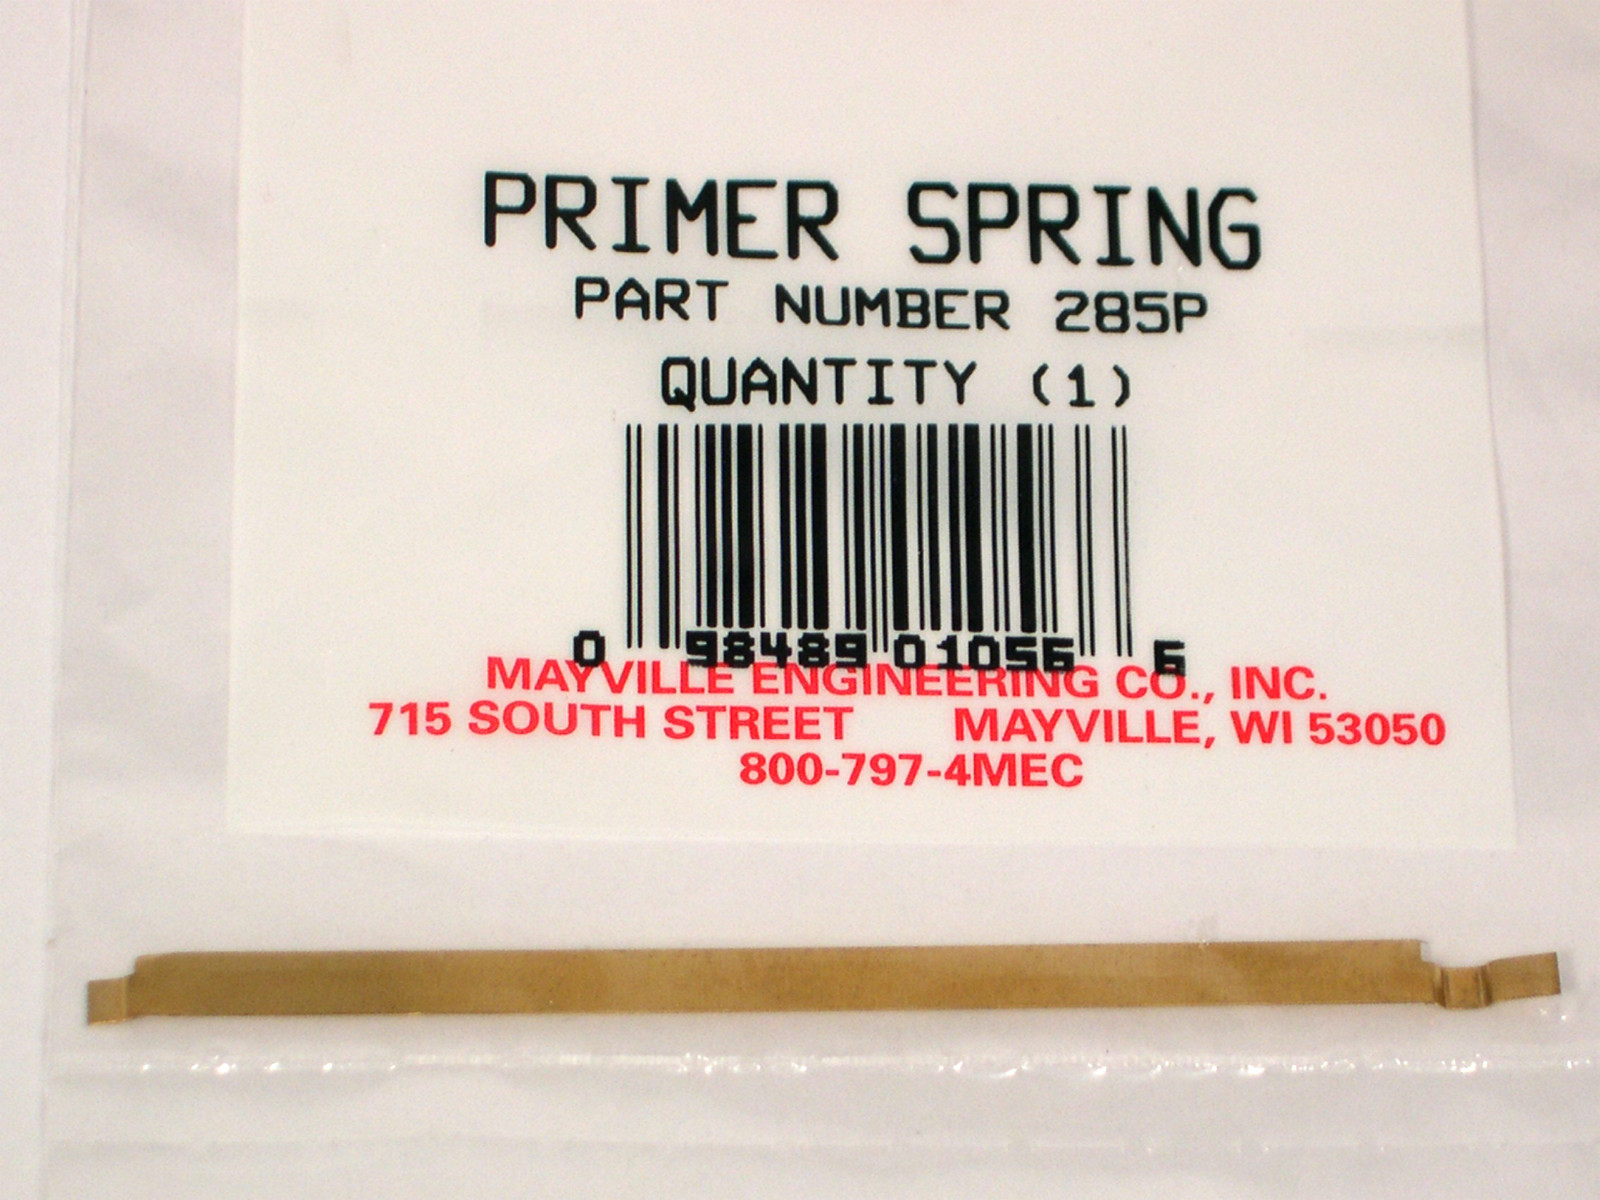 PRIMER SPRING
PART NUMBER 285P
QUANTITY (1)
0 98489 01056 6
MAYVILLE ENGINEERING CO., INC.
715 SOUTH STREET MAYVILLE, WI 53050
800-797-4MEC